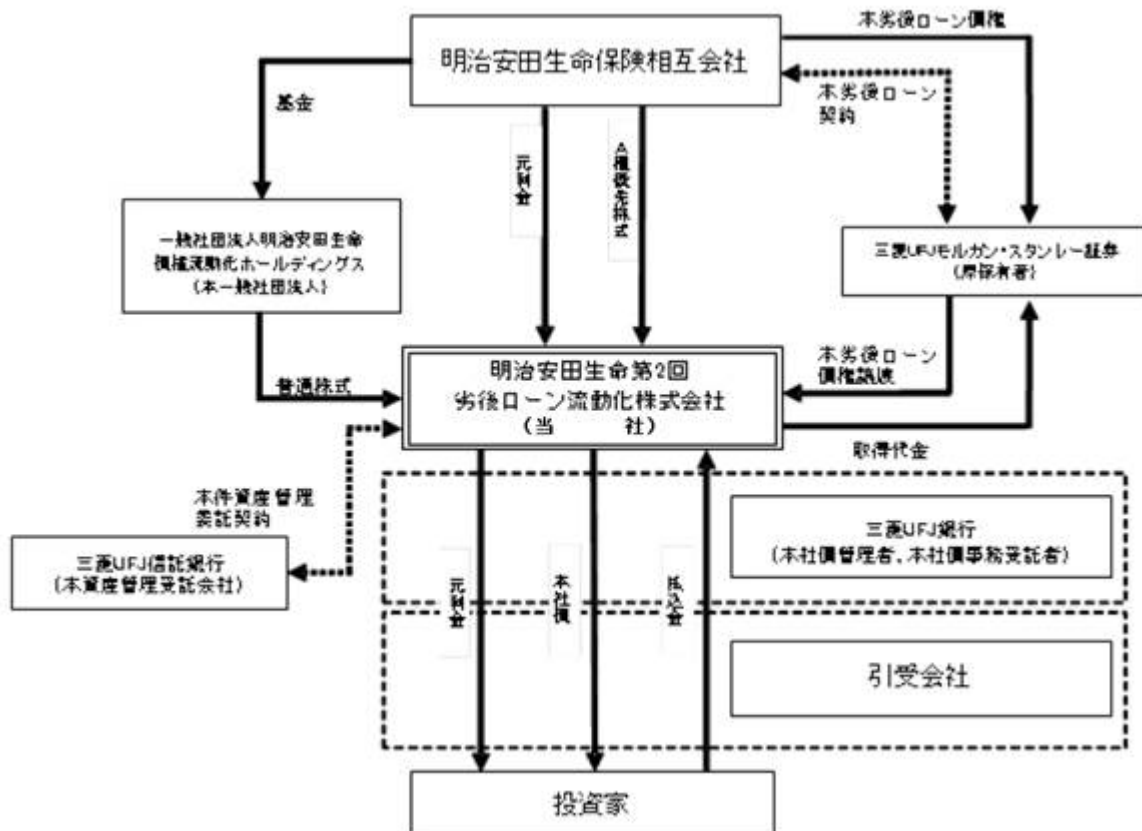 本劣後ローン債権
明治安田生命保険相互会社
本劣後ローン
契約
基金
元利金
A種優先株式
一般社団法人明治安田生命
債権流動化ホールディングス
(本一般社団法人)
三菱UFJモルガン・スタンレー証券
(原保有者)
明治安田生命第2回
劣後ローン流動化株式会社
(当 社)
本劣後ローン
債権譲渡
普通株式
取得代金
本件資産管理
委託契約
三菱UFJ銀行
(本社債管理者、本社債事務受託者)
三菱UFJ信託銀行
(本資産管理受託会社)
元利金
本社債
払込金
引受会社
投資家